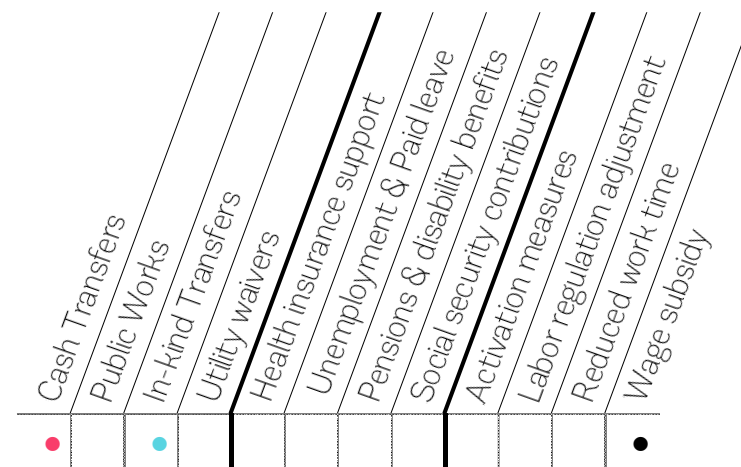 Cash Transfers
Public Works
In-kind Transfers
Utility waivers
Health insurance support
Unemployment & Paid leave
Pensions & disability benefits
Social security contributions
Activation measures
Labor regulation adjustment
Reduced work time
Wage subsidy